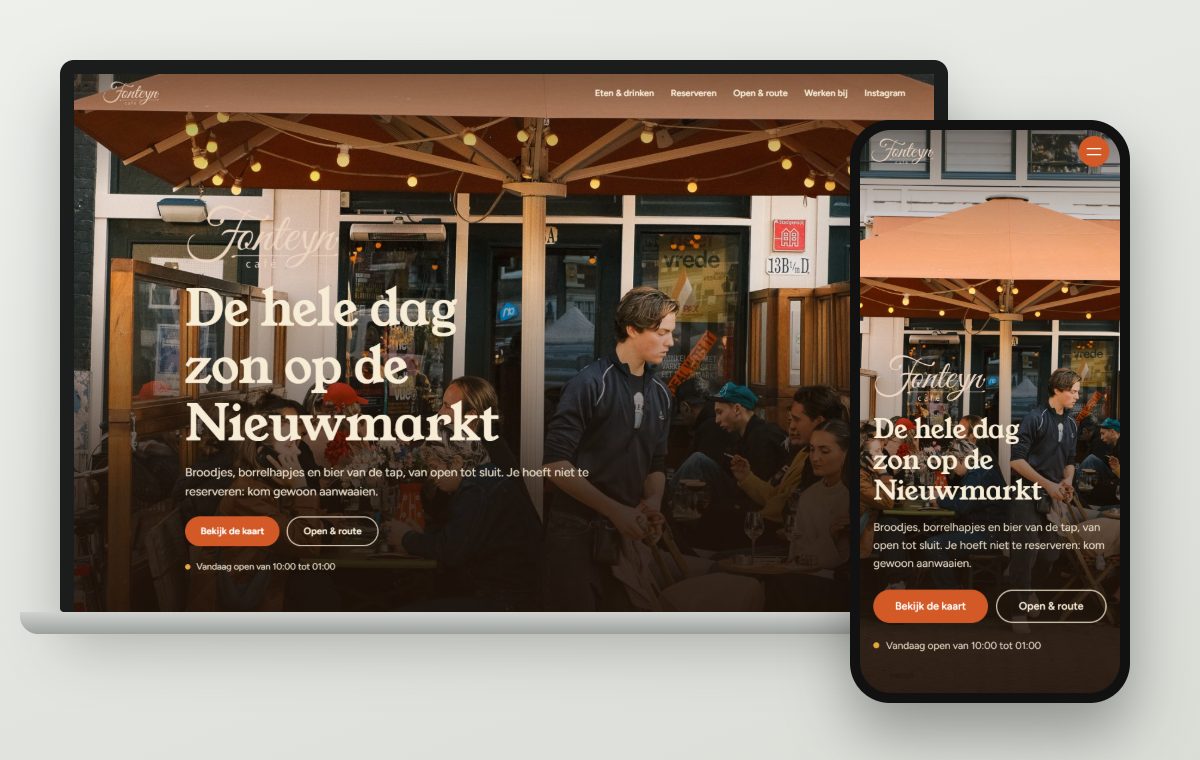 Fonteyn
café
Eten & drinken Reserveren Open & route Werken bij Instagram
Fonteyn
café
A
13B t/m D
vrede
De hele dag
zon op de
Nieuwmarkt
Broodjes, borrelhapjes en bier van de tap, van open tot sluit. Je hoeft niet te
reserveren: kom gewoon aanwaaien.
Bekijk de kaart
Open & route
Vandaag open van 10:00 tot 01:00
Fonteyn
Fonteyn
café
vrede
De hele dag
zon op de
Nieuwmarkt
Broodjes, borrelhapjes en bier van de tap, van
open tot sluit. Je hoeft niet te reserveren: kom
gewoon aanwaaien.
Bekijk de kaart
Open & route
Vandaag open van 10:00 tot 01:00